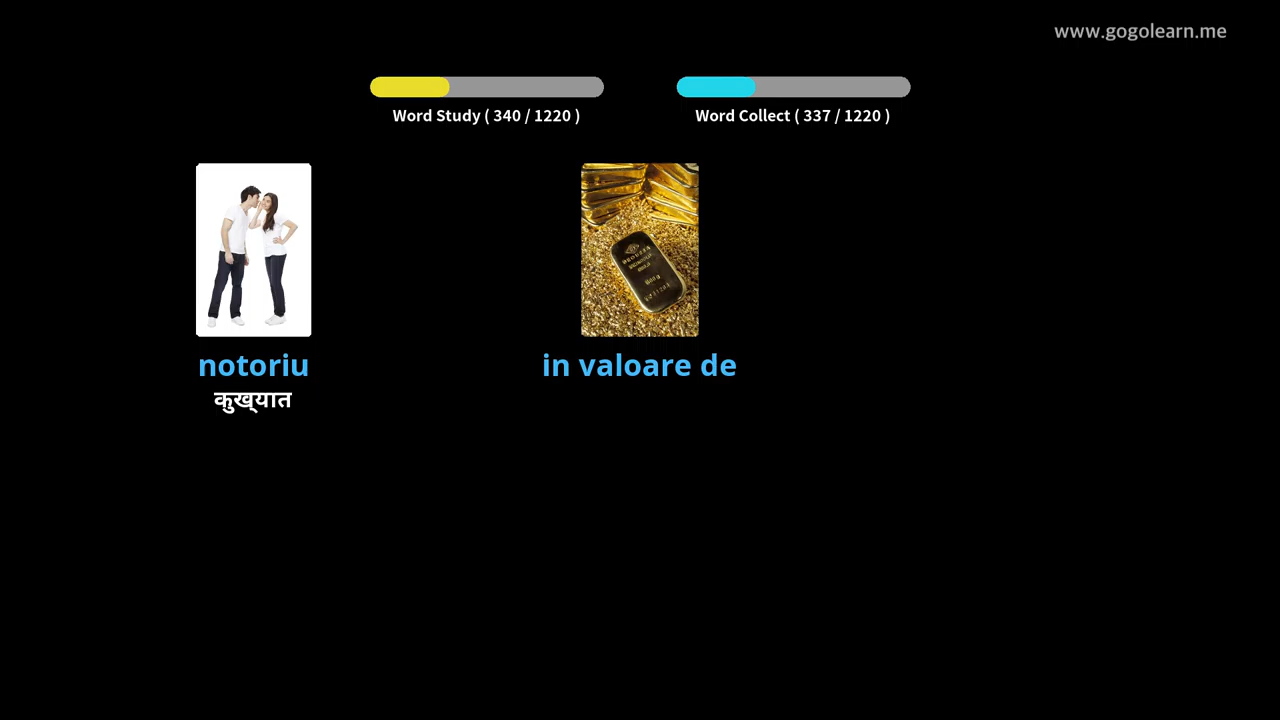 www.gogolearn.me
Word Study ( 340 / 1220 )
Word Collect ( 337 / 1220 )
notoriu
कुख्यात
in valoare de